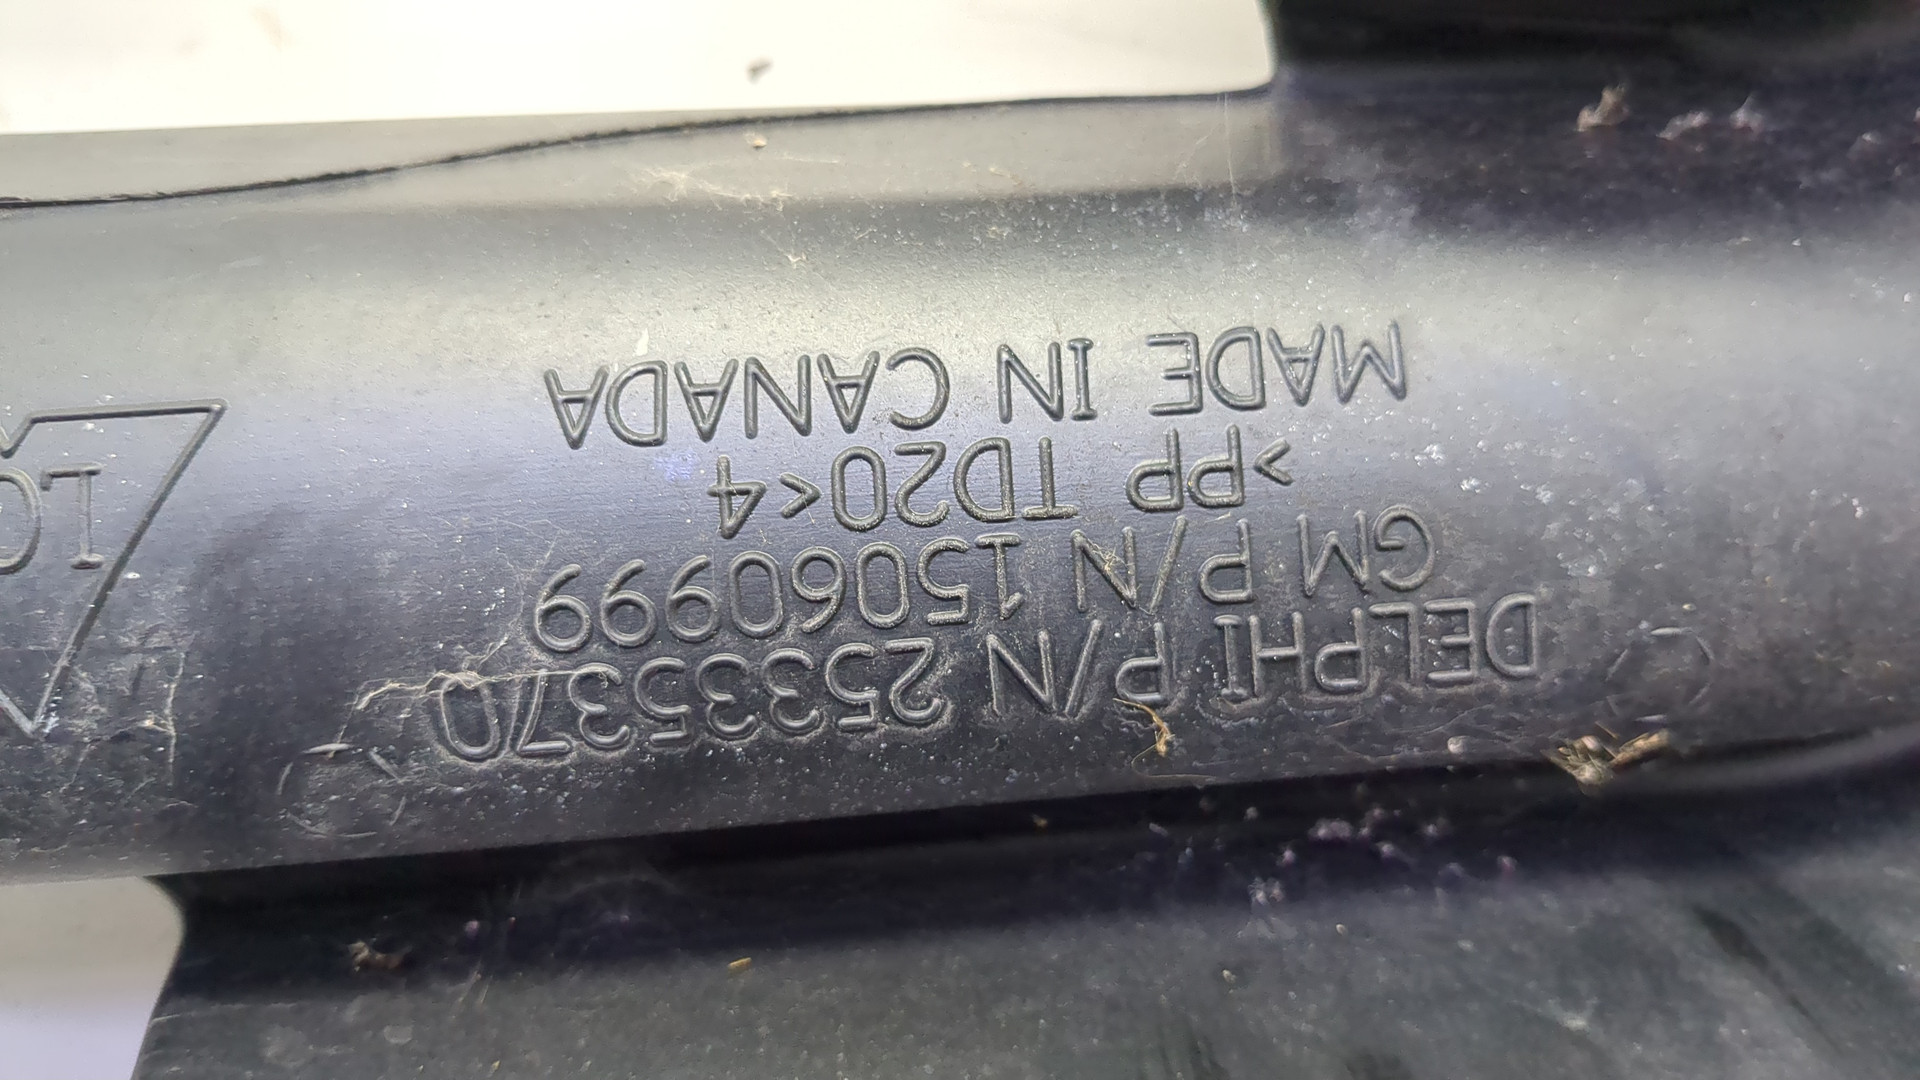 DELPHI P/N 25335370
GM P/N 15060999
>PP TD20<4
MADE IN CANADA